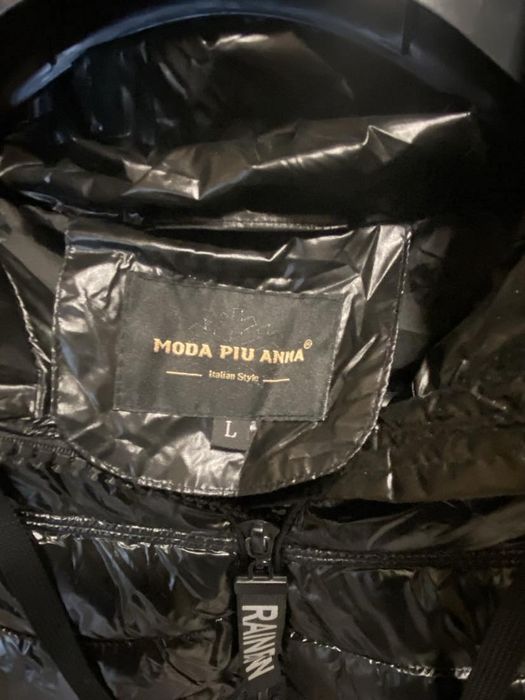 MODA PIU ANNA®
Italian Style
L
RAINNN